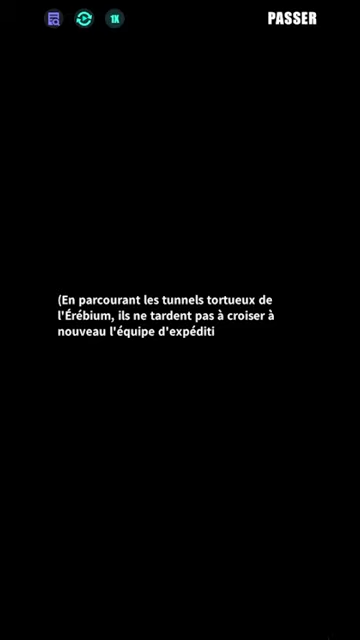 1X
PASSER
(En parcourant les tunnels tortueux de
l'Érébium, ils ne tardent pas à croiser à
nouveau l'équipe d'expéditi